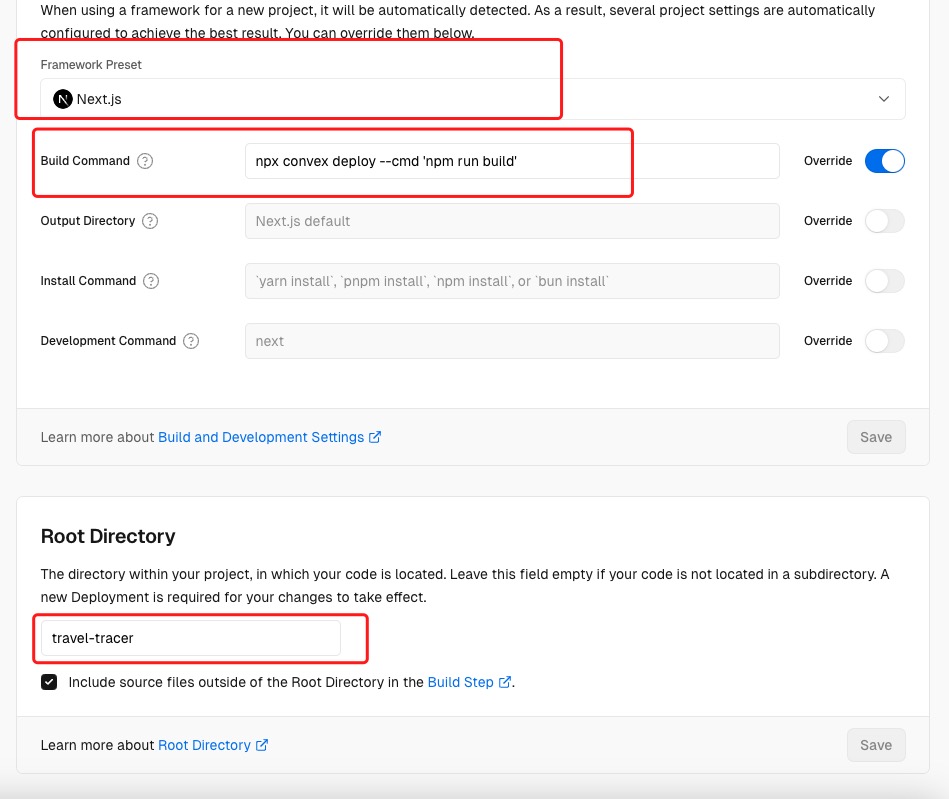 When using a framework for a new project, it will be automatically detected. As a result, several project settings are automatically
configured to achieve the best result. You can override them below.
Framework Preset
N Next.js
Build Command ?
npx convex deploy --cmd 'npm run build'
Override
Output Directory ?
Next.js default
Override
Install Command ?
`yarn install`, `pnpm install`, `npm install`, or `bun install`
Override
Development Command ?
next
Override
Learn more about Build and Development Settings
Save
Root Directory
The directory within your project, in which your code is located. Leave this field empty if your code is not located in a subdirectory. A
new Deployment is required for your changes to take effect.
travel-tracer
Include source files outside of the Root Directory in the Build Step.
Learn more about Root Directory
Save